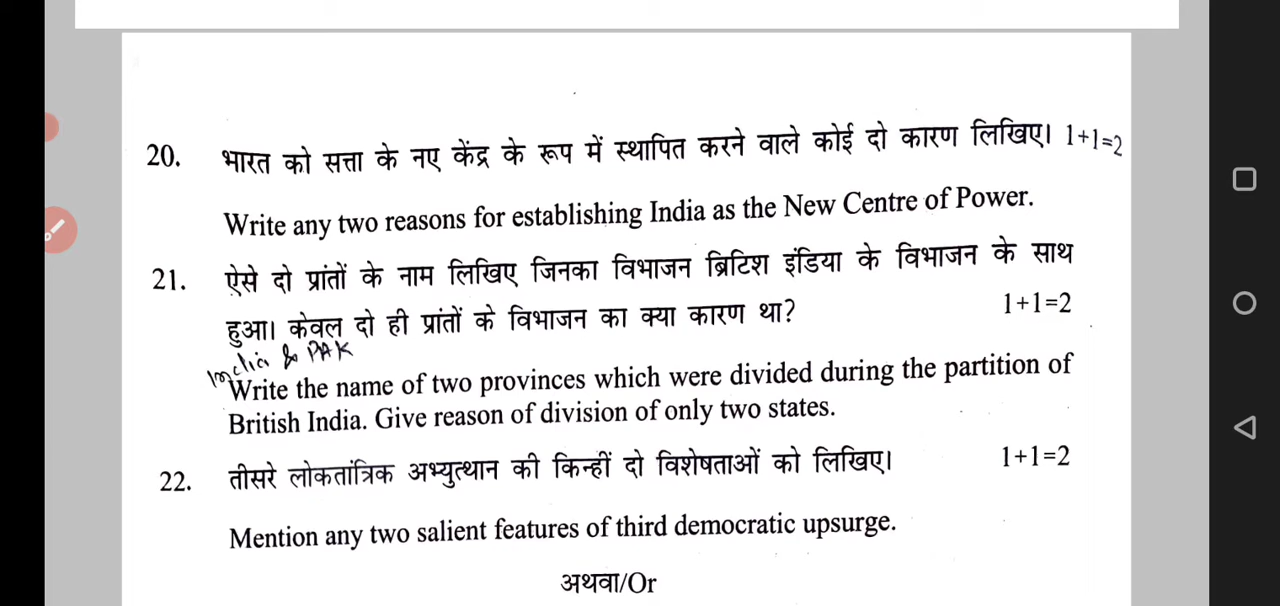 20. भारत को सत्ता के नए केंद्र के रूप में स्थापित करने वाले कोई दो कारण लिखिए। 1+1=2
Write any two reasons for establishing India as the New Centre of Power.
21. ऐसे दो प्रांतों के नाम लिखिए जिनका विभाजन ब्रिटिश इंडिया के विभाजन के साथ
हुआ। केवल दो ही प्रांतों के विभाजन का क्या कारण था? 1+1=2
India & PAK
Write the name of two provinces which were divided during the partition of
British India. Give reason of division of only two states.
22. तीसरे लोकतांत्रिक अभ्युत्थान की किन्हीं दो विशेषताओं को लिखिए। 1+1=2
Mention any two salient features of third democratic upsurge.
अथवा/Or